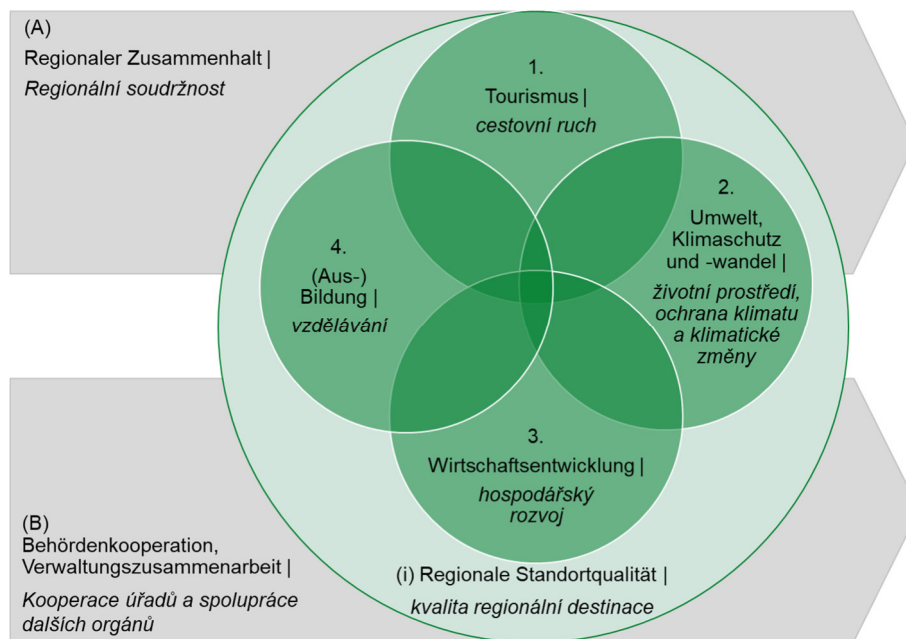 (A)
Regionaler Zusammenhalt |
Regionální soudržnost
1.
Tourismus |
cestovní ruch
2.
Umwelt,
Klimaschutz
und -wandel |
životní prostředí,
ochrana klimatu
a klimatické
změny
4.
(Aus-)
Bildung |
vzdělávání
3.
Wirtschaftsentwicklung |
hospodářský
rozvoj
(B)
Behördenkooperation,
Verwaltungszusammenarbeit |
Kooperace úřadů a spolupráce
dalších orgánů
(i) Regionale Standortqualität |
kvalita regionální destinace